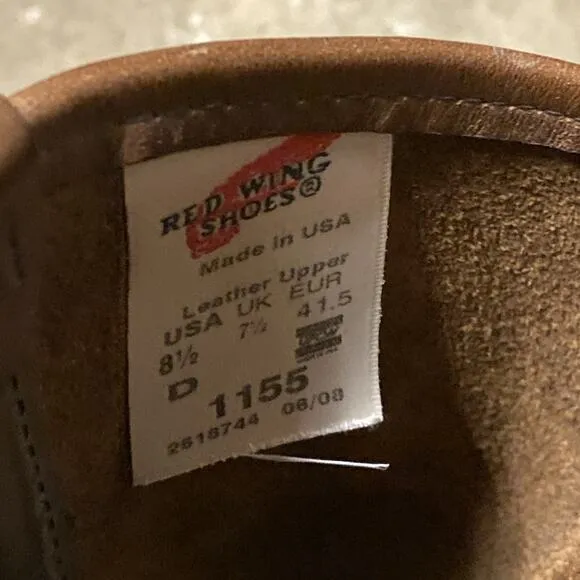 RED WING
SHOES®
Made in USA
Leather Upper
USA UK EUR
8½ 7½ 41.5
D
1155
2616744 06/08